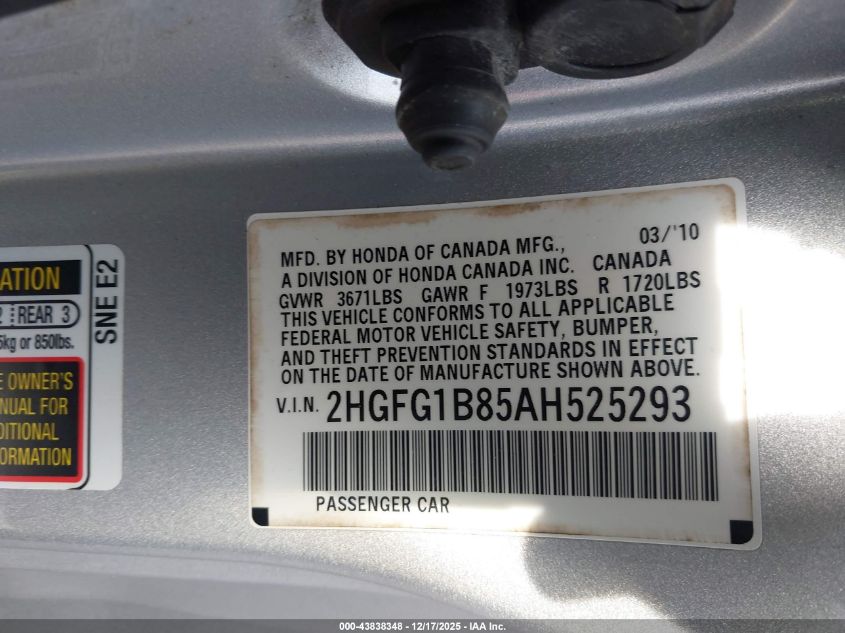 ATION
REAR 3
kg or 850lbs.
OWNER'S
FOR
SNE E2
MFD. BY HONDA OF CANADA MFG., 03/'10
A DIVISION OF HONDA CANADA INC. CANADA
GVWR 3671LBS GAWR F 1973LBS R 1720LBS
THIS VEHICLE CONFORMS TO ALL APPLICABLE
FEDERAL MOTOR VEHICLE SAFETY, BUMPER,
AND THEFT PREVENTION STANDARDS IN EFFECT
ON THE DATE OF MANUFACTURE SHOWN ABOVE.
V.I.N. 2HGFG1B85AH525293
PASSENGER CAR
000-43838348 - 12/17/2025 - IAA Inc.